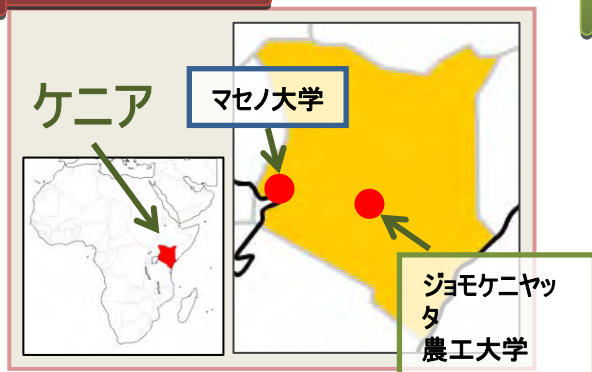 ケニア
マセノ大学
ジョモケニヤッ
タ
農工大学